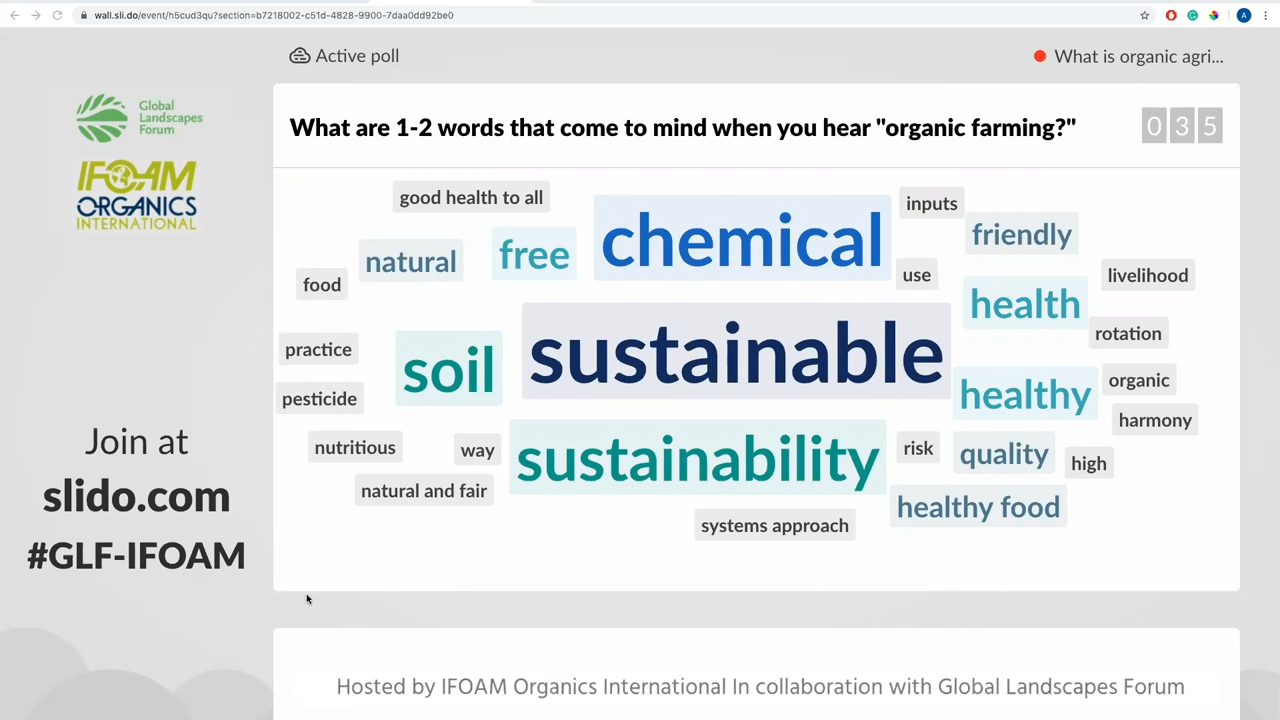 wall.sli.do/event/h5cud3qu?section=b7218002-c51d-4828-9900-7daa0dd92be0
A
Active poll
What is organic agri...
Global
Landscapes
Forum
IFOAM
ORGANICS
INTERNATIONAL
What are 1-2 words that come to mind when you hear "organic farming?"
035
good health to all
chemical
inputs
friendly
natural
free
food
use
livelihood
health
rotation
practice
soil
sustainable
organic
pesticide
healthy
harmony
nutritious
way
sustainability
risk
quality
high
natural and fair
healthy food
systems approach
Join at
slido.com
#GLF-IFOAM
Hosted by IFOAM Organics International In collaboration with Global Landscapes Forum